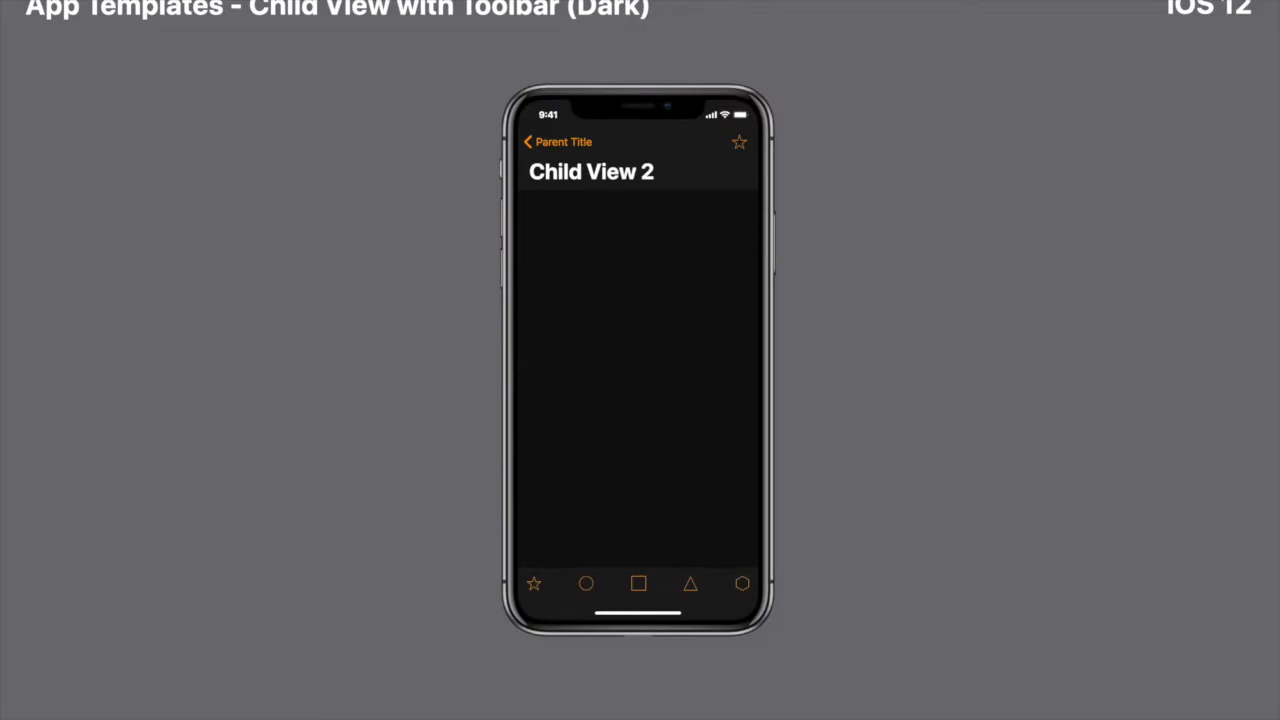 App Templates - Child View with Toolbar (Dark)
iOS 12
9:41
Parent Title
Child View 2